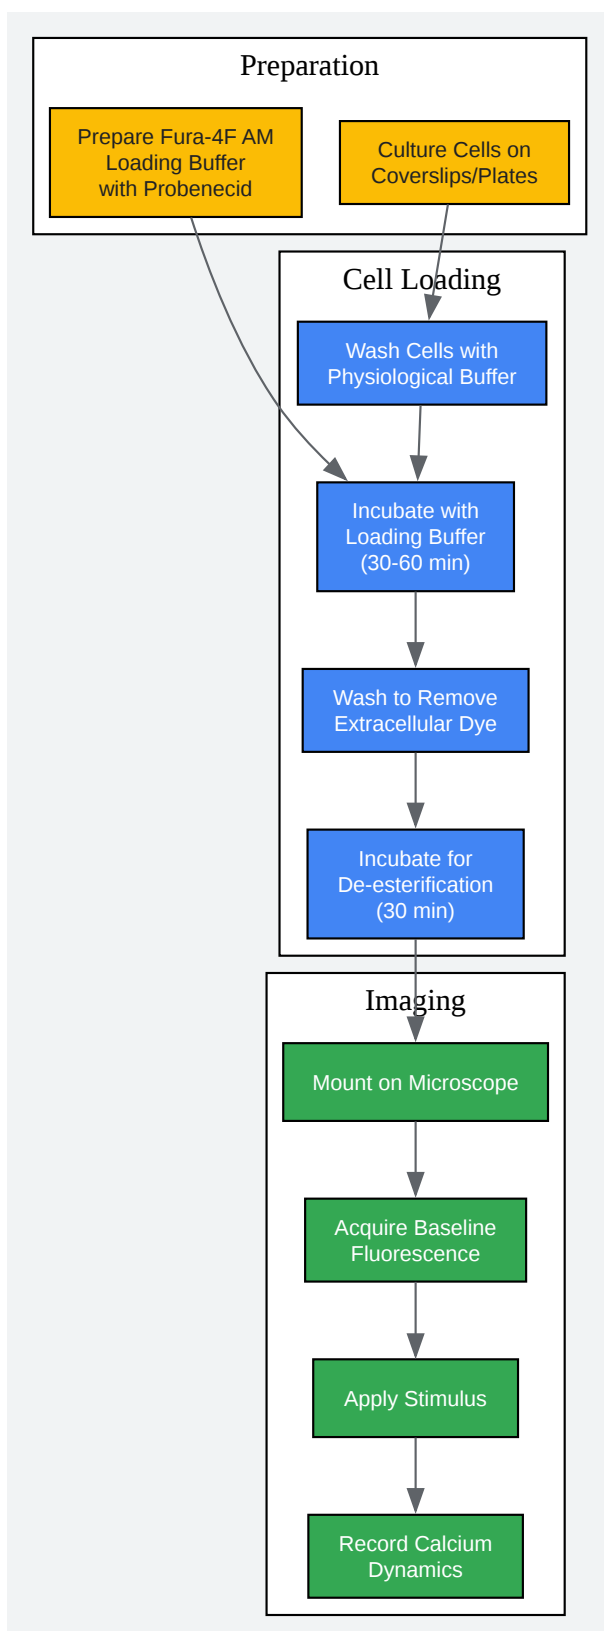 Preparation
Prepare Fura-4F AM
Loading Buffer
with Probenecid
Culture Cells on
Coverslips/Plates
Cell Loading
Wash Cells with
Physiological Buffer
Incubate with
Loading Buffer
(30-60 min)
Wash to Remove
Extracellular Dye
Incubate for
De-esterification
(30 min)
Imaging
Mount on Microscope
Acquire Baseline
Fluorescence
Apply Stimulus
Record Calcium
Dynamics